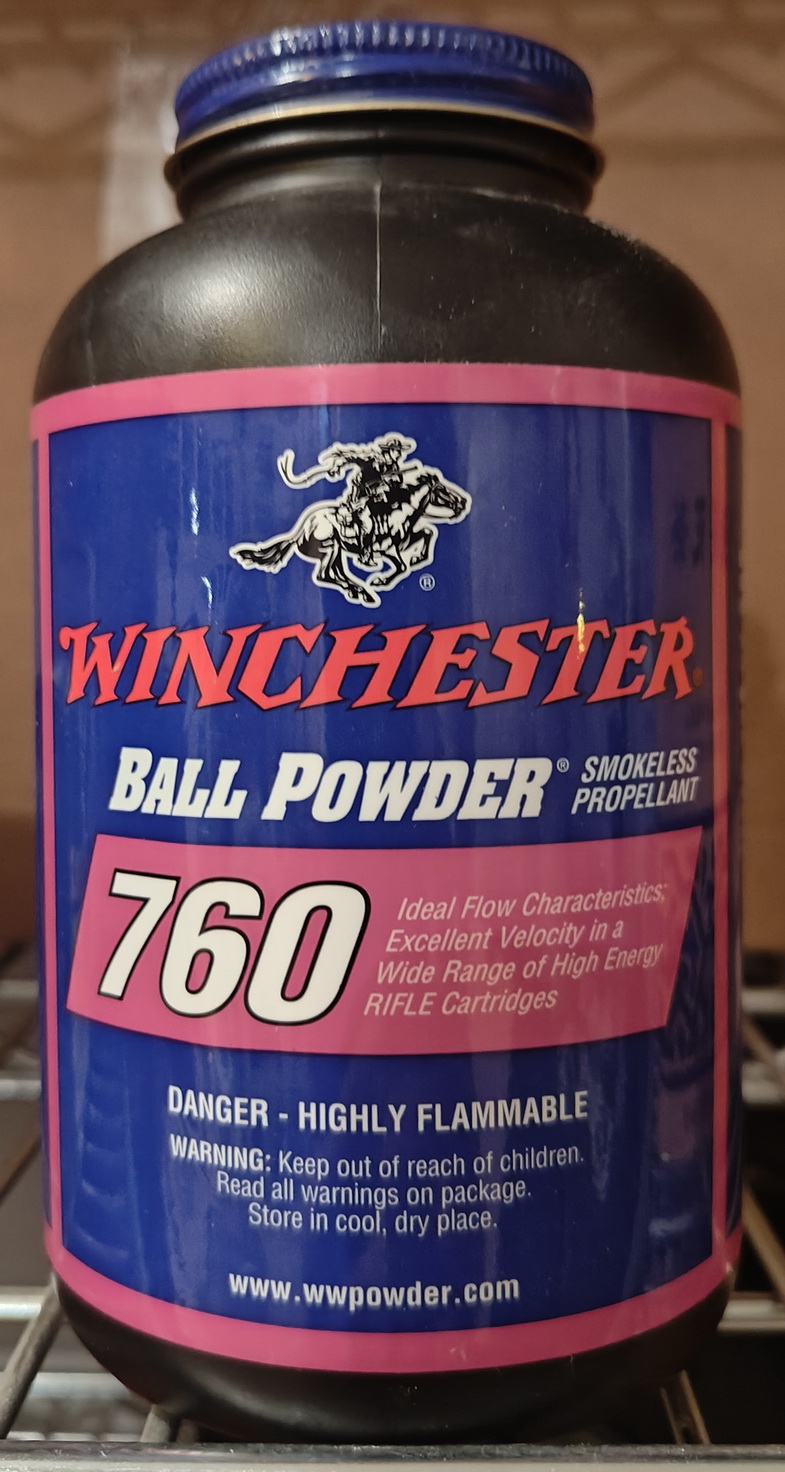 ®
WINCHESTER®
BALL POWDER® SMOKELESS
PROPELLANT
760
Ideal Flow Characteristics;
Excellent Velocity in a
Wide Range of High Energy
RIFLE Cartridges
DANGER - HIGHLY FLAMMABLE
WARNING: Keep out of reach of children.
Read all warnings on package.
Store in cool, dry place.
www.wwpowder.com